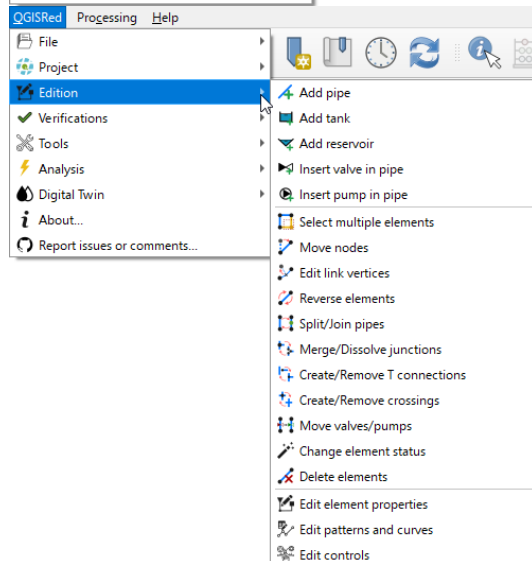 QGISRed Processing Help
File
Project
Edition
Verifications
Tools
Analysis
Digital Twin
About...
Report issues or comments...
Add pipe
Add tank
Add reservoir
Insert valve in pipe
Insert pump in pipe
Select multiple elements
Move nodes
Edit link vertices
Reverse elements
Split/Join pipes
Merge/Dissolve junctions
Create/Remove T connections
Create/Remove crossings
Move valves/pumps
Change element status
Delete elements
Edit element properties
Edit patterns and curves
Edit controls